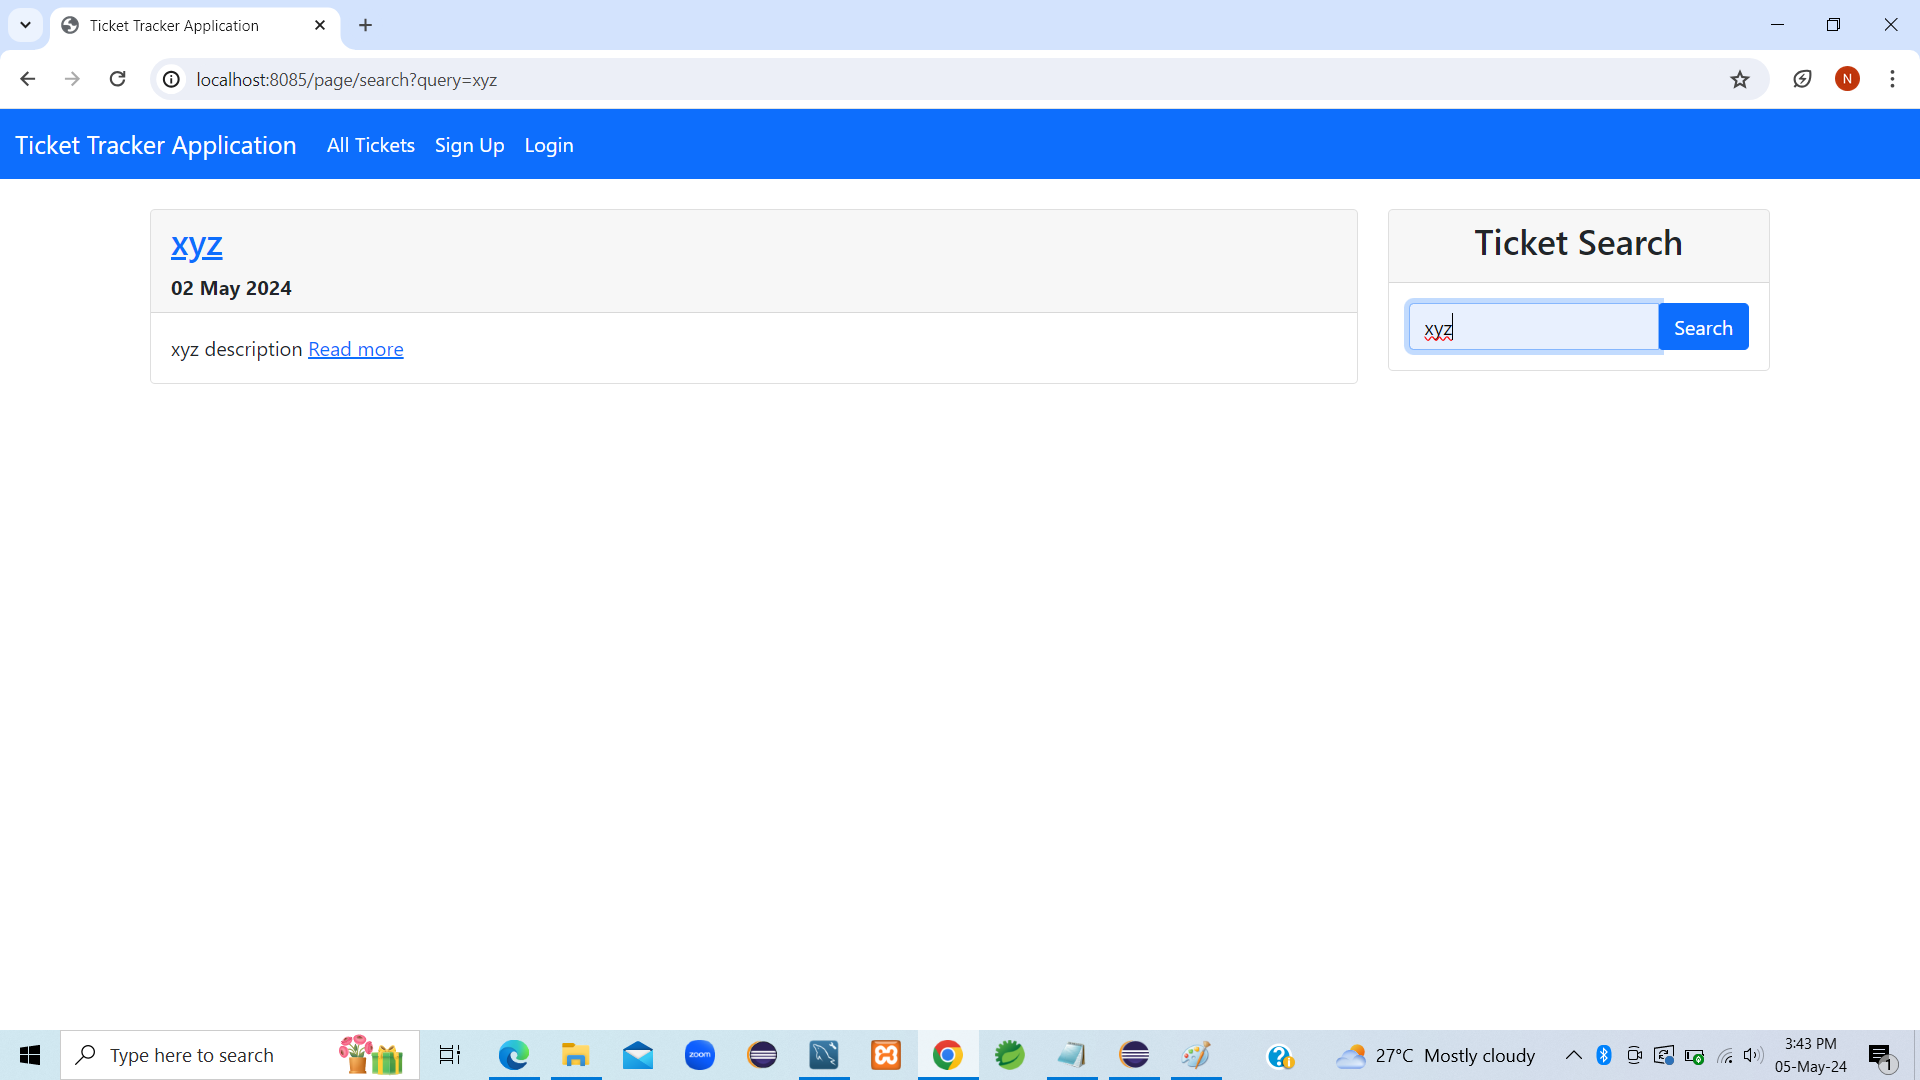 Ticket Tracker Application
localhost:8085/page/search?query=xyz
N
Ticket Tracker Application All Tickets Sign Up Login
xyz
02 May 2024
xyz description Read more
Ticket Search
xyz Search
Type here to search
zoom
27°C Mostly cloudy
3:43 PM
05-May-24
1